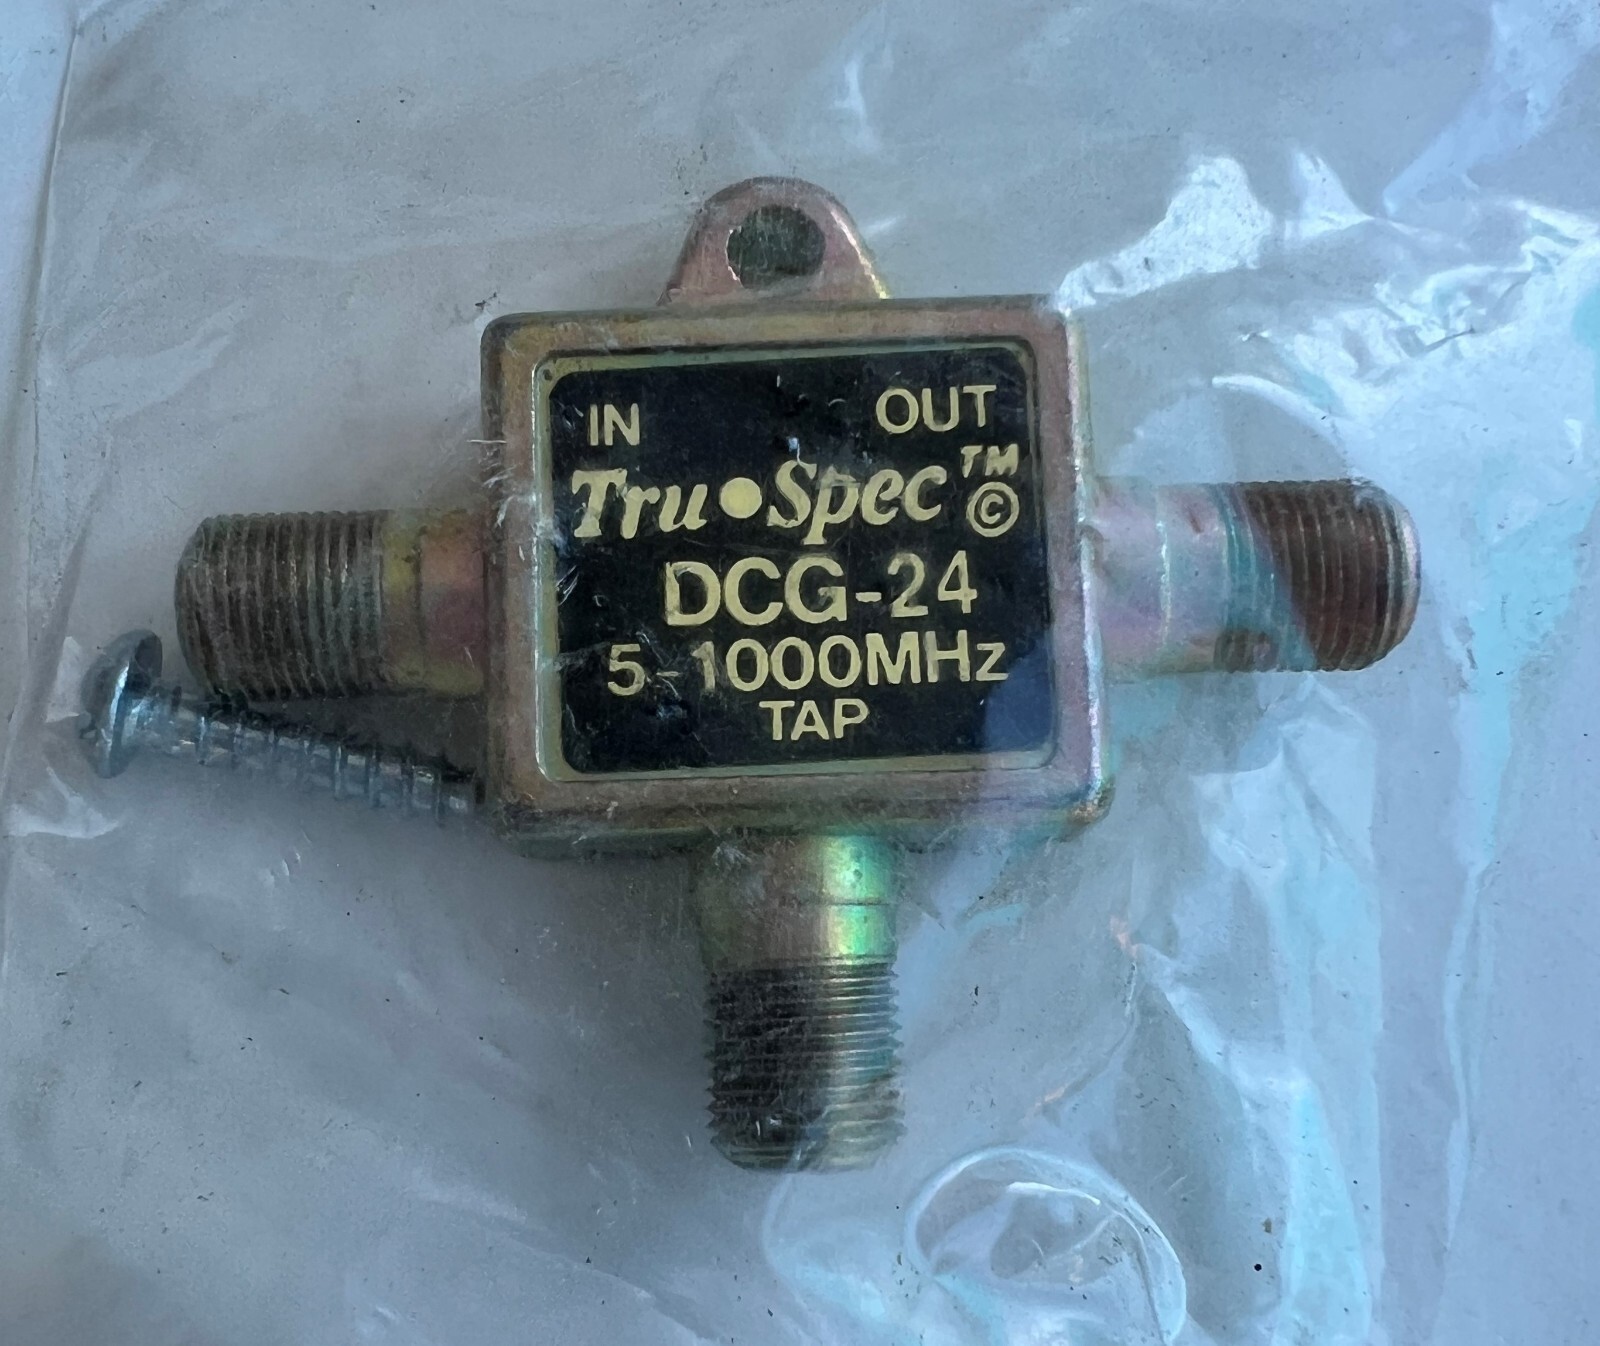 IN OUT
Tru•Spec™ ©
DCG-24
5-1000MHz
TAP